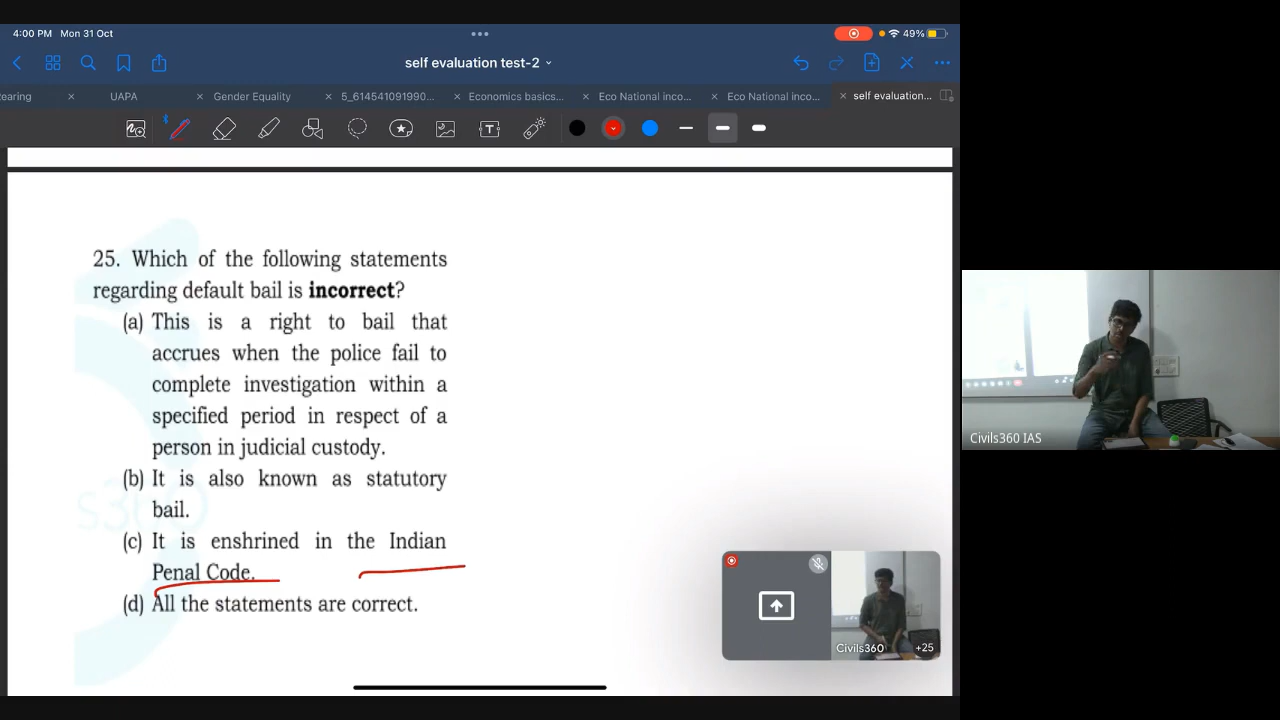 4:00 PM Mon 31 Oct
49%
self evaluation test-2
earing
UAPA
Gender Equality
5_614541091990...
Economics basics...
Eco National inco...
Eco National inco...
self evaluation...
25. Which of the following statements
regarding default bail is incorrect?
(a) This is a right to bail that
accrues when the police fail to
complete investigation within a
specified period in respect of a
person in judicial custody.
(b) It is also known as statutory
bail.
(c) It is enshrined in the Indian
Penal Code.
(d) All the statements are correct.
s360
Civils360
+25
Civils360 IAS